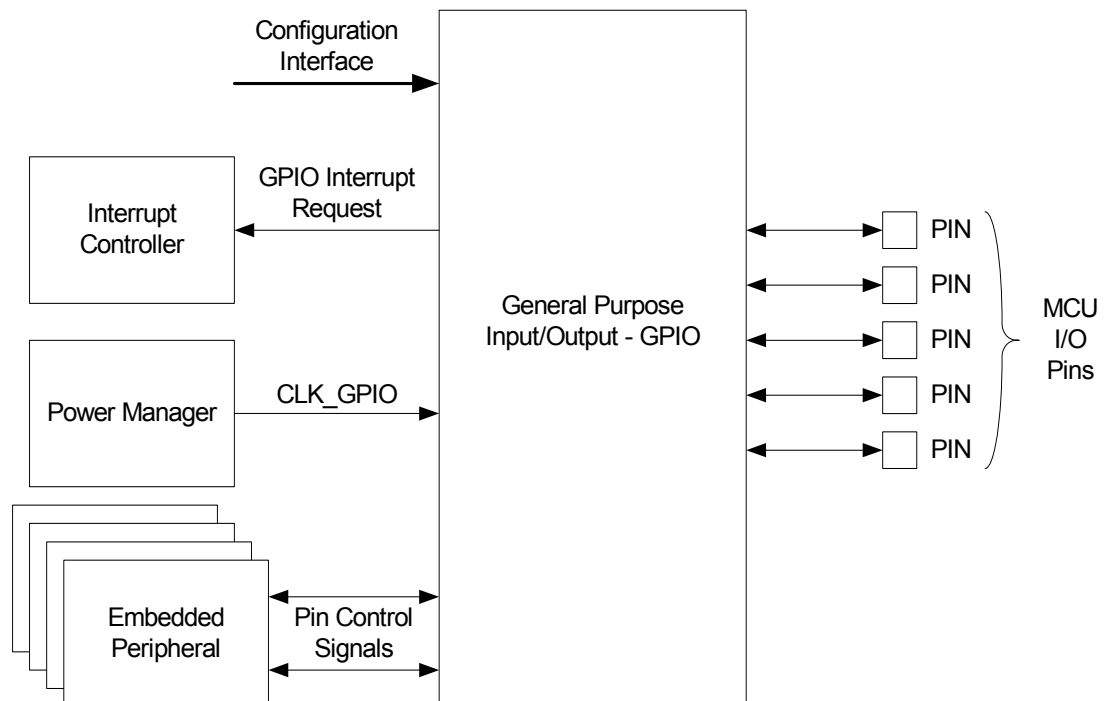 Configuration
Interface
Interrupt
Controller
GPIO Interrupt
Request
Power Manager
CLK_GPIO
Embedded
Peripheral
Pin Control
Signals
General Purpose
Input/Output - GPIO
PIN
PIN
PIN
PIN
PIN
MCU
I/O
Pins